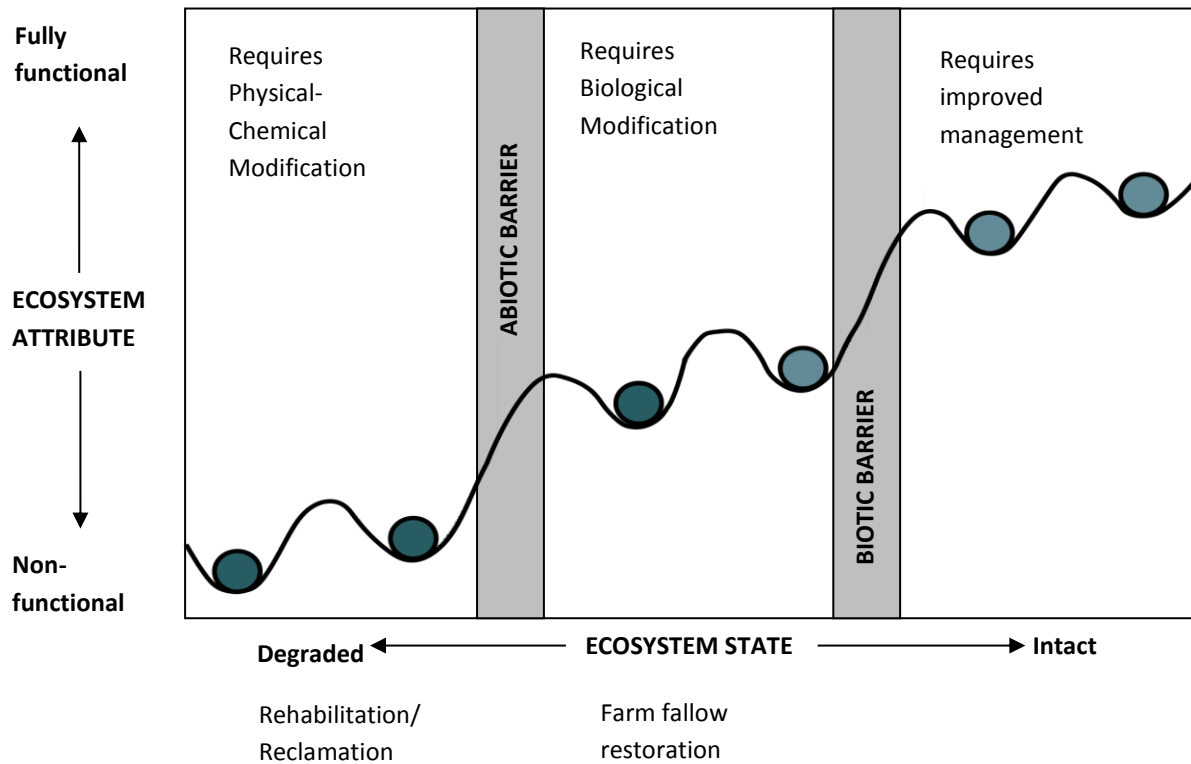 Fully
functional
ECOSYSTEM
ATTRIBUTE
Non-
functional
Requires
Physical-
Chemical
Modification
ABIOTIC BARRIER
Requires
Biological
Modification
BIOTIC BARRIER
Requires
improved
management
Degraded
ECOSYSTEM STATE
Intact
Rehabilitation/
Reclamation
Farm fallow
restoration